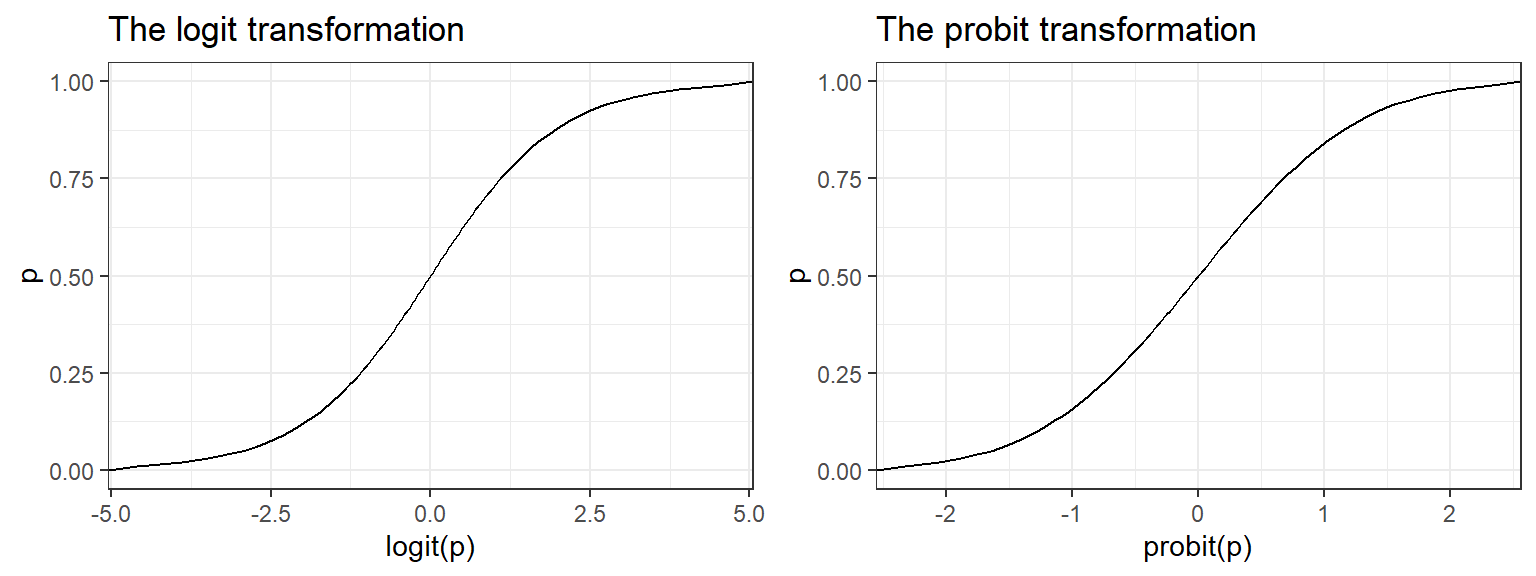 The logit transformation
1.00
0.75
0.50
0.25
0.00
p
-5.0 -2.5 0.0 2.5 5.0
logit(p)
The probit transformation
1.00
0.75
0.50
0.25
0.00
p
-2 -1 0 1 2
probit(p)